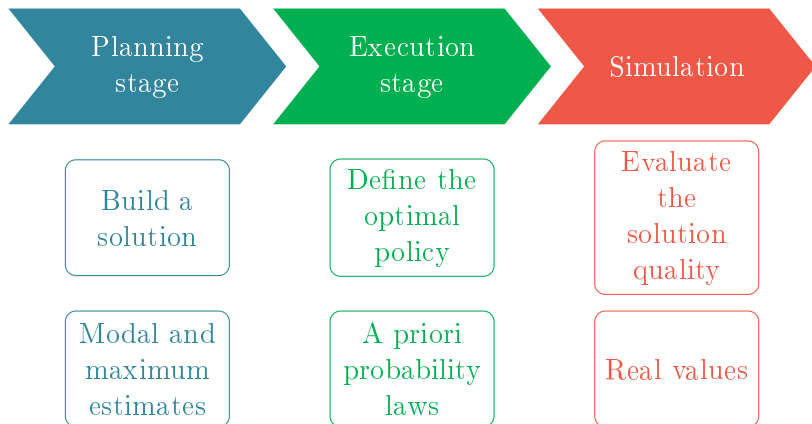 Planning
stage
Execution
stage
Simulation
Build a
solution
Define the
optimal
policy
Evaluate
the
solution
quality
Modal and
maximum
estimates
A priori
probability
laws
Real values